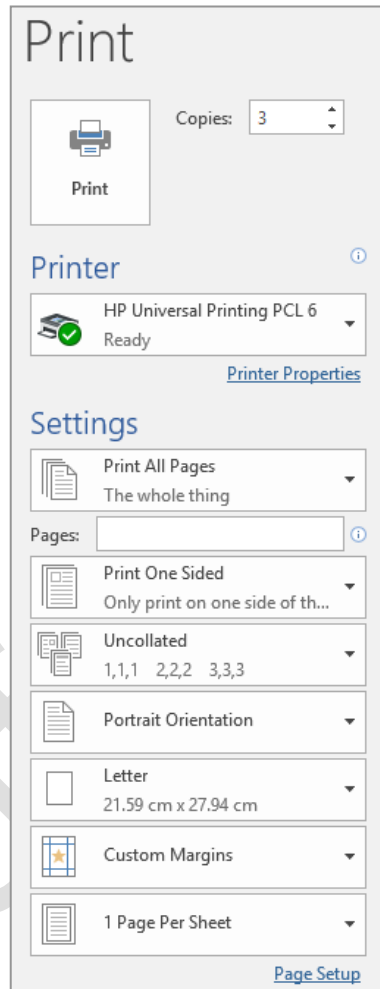 Print
Copies: 3
Print
Printer
HP Universal Printing PCL 6
Ready
Printer Properties
Settings
Print All Pages
The whole thing
Pages:
Print One Sided
Only print on one side of th...
Uncollated
1,1,1 2,2,2 3,3,3
Portrait Orientation
Letter
21.59 cm x 27.94 cm
Custom Margins
1 Page Per Sheet
Page Setup